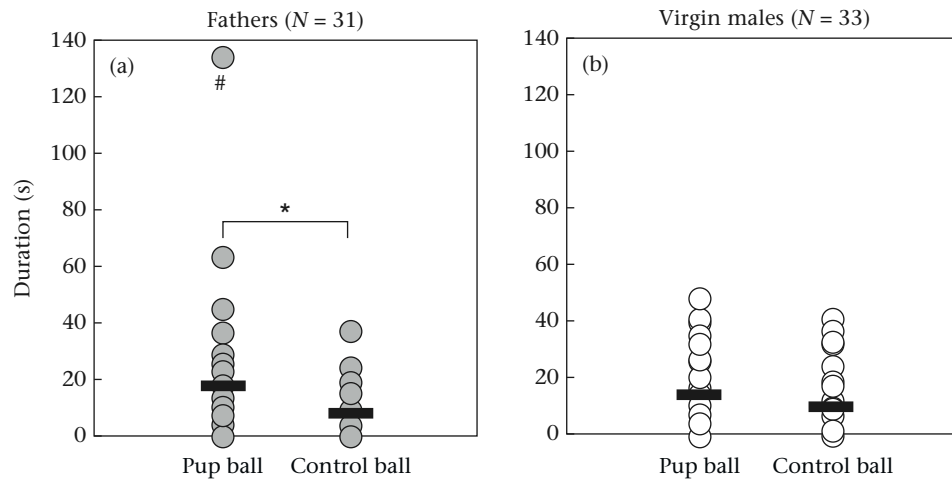 Fathers (N = 31)
Virgin males (N = 33)
Duration (s)
140
120
100
80
60
40
20
0
(a)
#
*
Pup ball
Control ball
140
120
100
80
60
40
20
0
(b)
Pup ball
Control ball